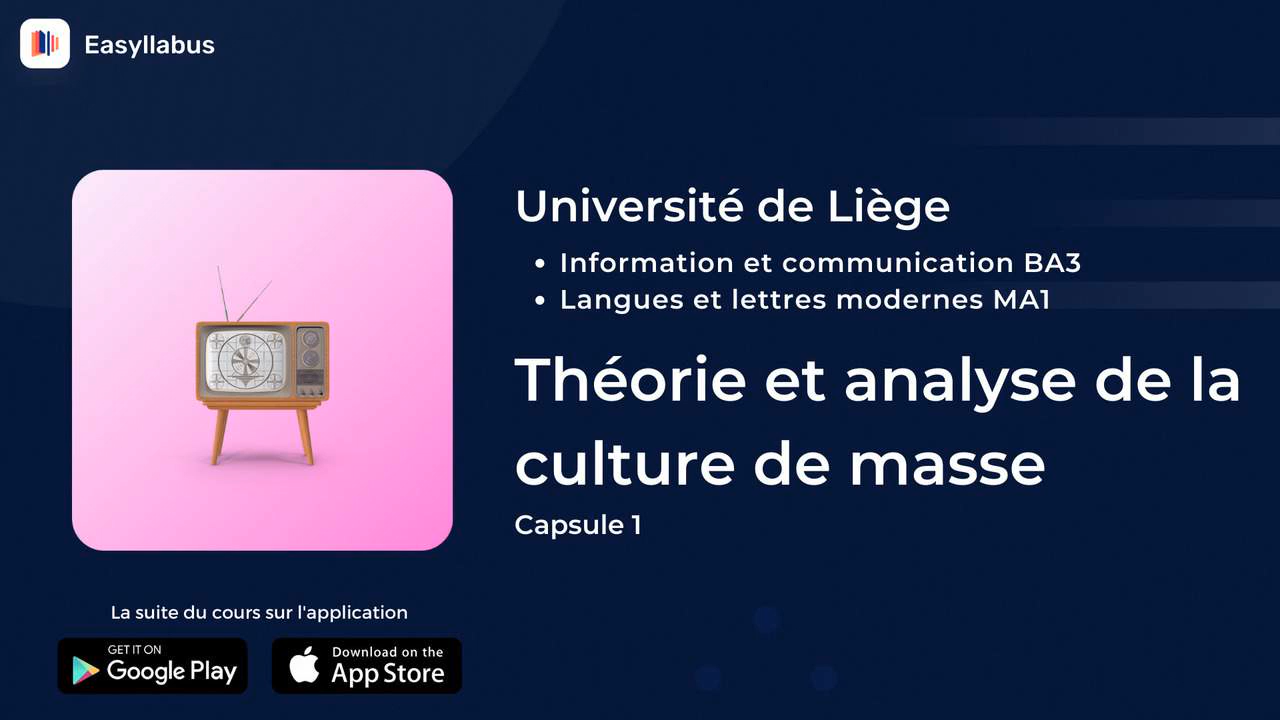 Easyllabus
Université de Liège
• Information et communication BA3
• Langues et lettres modernes MA1
Théorie et analyse de la
culture de masse
Capsule 1
La suite du cours sur l'application
GET IT ON
Google Play
Download on the
App Store